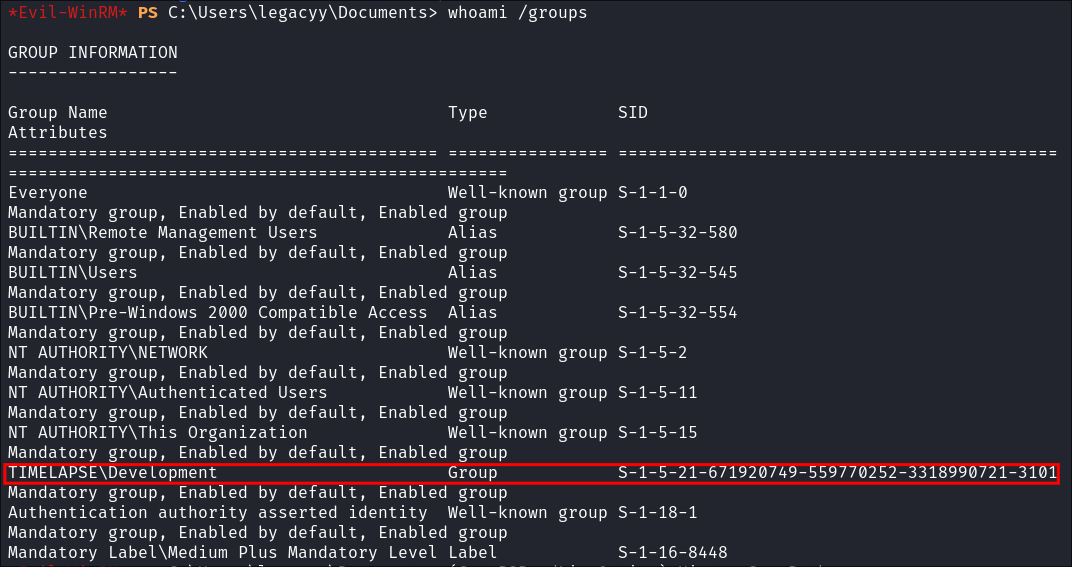 *Evil-WinRM* PS C:\Users\legacyy\Documents> whoami /groups
GROUP INFORMATION
-----------------
Group Name                                  Type             SID
Attributes
=========================================== ================ ============================================
==================================================
Everyone                                    Well-known group S-1-1-0
Mandatory group, Enabled by default, Enabled group
BUILTIN\Remote Management Users             Alias            S-1-5-32-580
Mandatory group, Enabled by default, Enabled group
BUILTIN\Users                               Alias            S-1-5-32-545
Mandatory group, Enabled by default, Enabled group
BUILTIN\Pre-Windows 2000 Compatible Access  Alias            S-1-5-32-554
Mandatory group, Enabled by default, Enabled group
NT AUTHORITY\NETWORK                        Well-known group S-1-5-2
Mandatory group, Enabled by default, Enabled group
NT AUTHORITY\Authenticated Users            Well-known group S-1-5-11
Mandatory group, Enabled by default, Enabled group
NT AUTHORITY\This Organization              Well-known group S-1-5-15
Mandatory group, Enabled by default, Enabled group
TIMELAPSE\Development                       Group            S-1-5-21-671920749-559770252-3318990721-3101
Mandatory group, Enabled by default, Enabled group
Authentication authority asserted identity  Well-known group S-1-18-1
Mandatory group, Enabled by default, Enabled group
Mandatory Label\Medium Plus Mandatory Level Label            S-1-16-8448